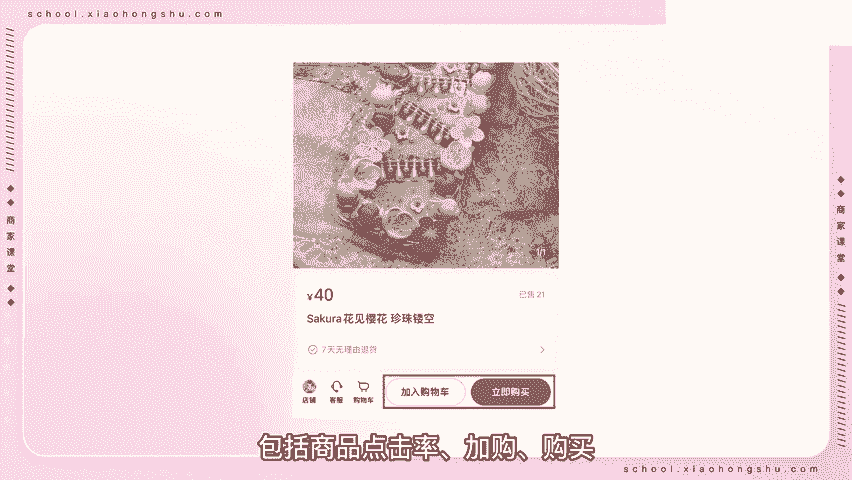 school.xiaohongshu.com
商家课堂
商家课堂
1/1
¥40
已售 21
Sakura花见樱花 珍珠镂空
7天无理由退货
店铺
客服
购物车
加入购物车
立即购买
包括商品点击率、加购、购买
school.xiaohongshu.com